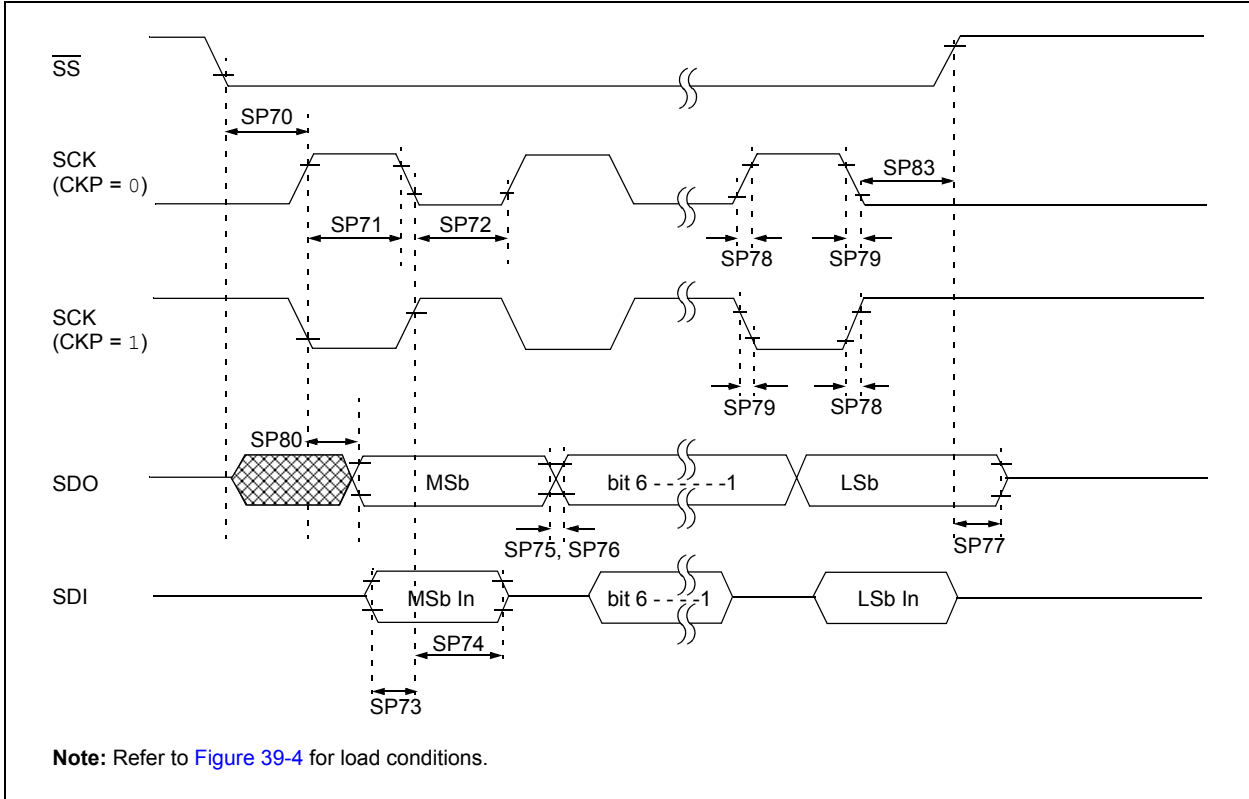 SS
SP70
SCK
(CKP = 0)
SP83
SP71
SP72
SP78
SP79
SCK
(CKP = 1)
SP79
SP78
SP80
SDO
MSb
bit 6 - - - - - -1
LSb
SP75, SP76
SP77
SDI
MSb In
bit 6 - - - -1
LSb In
SP74
SP73
Note: Refer to Figure 39-4 for load conditions.